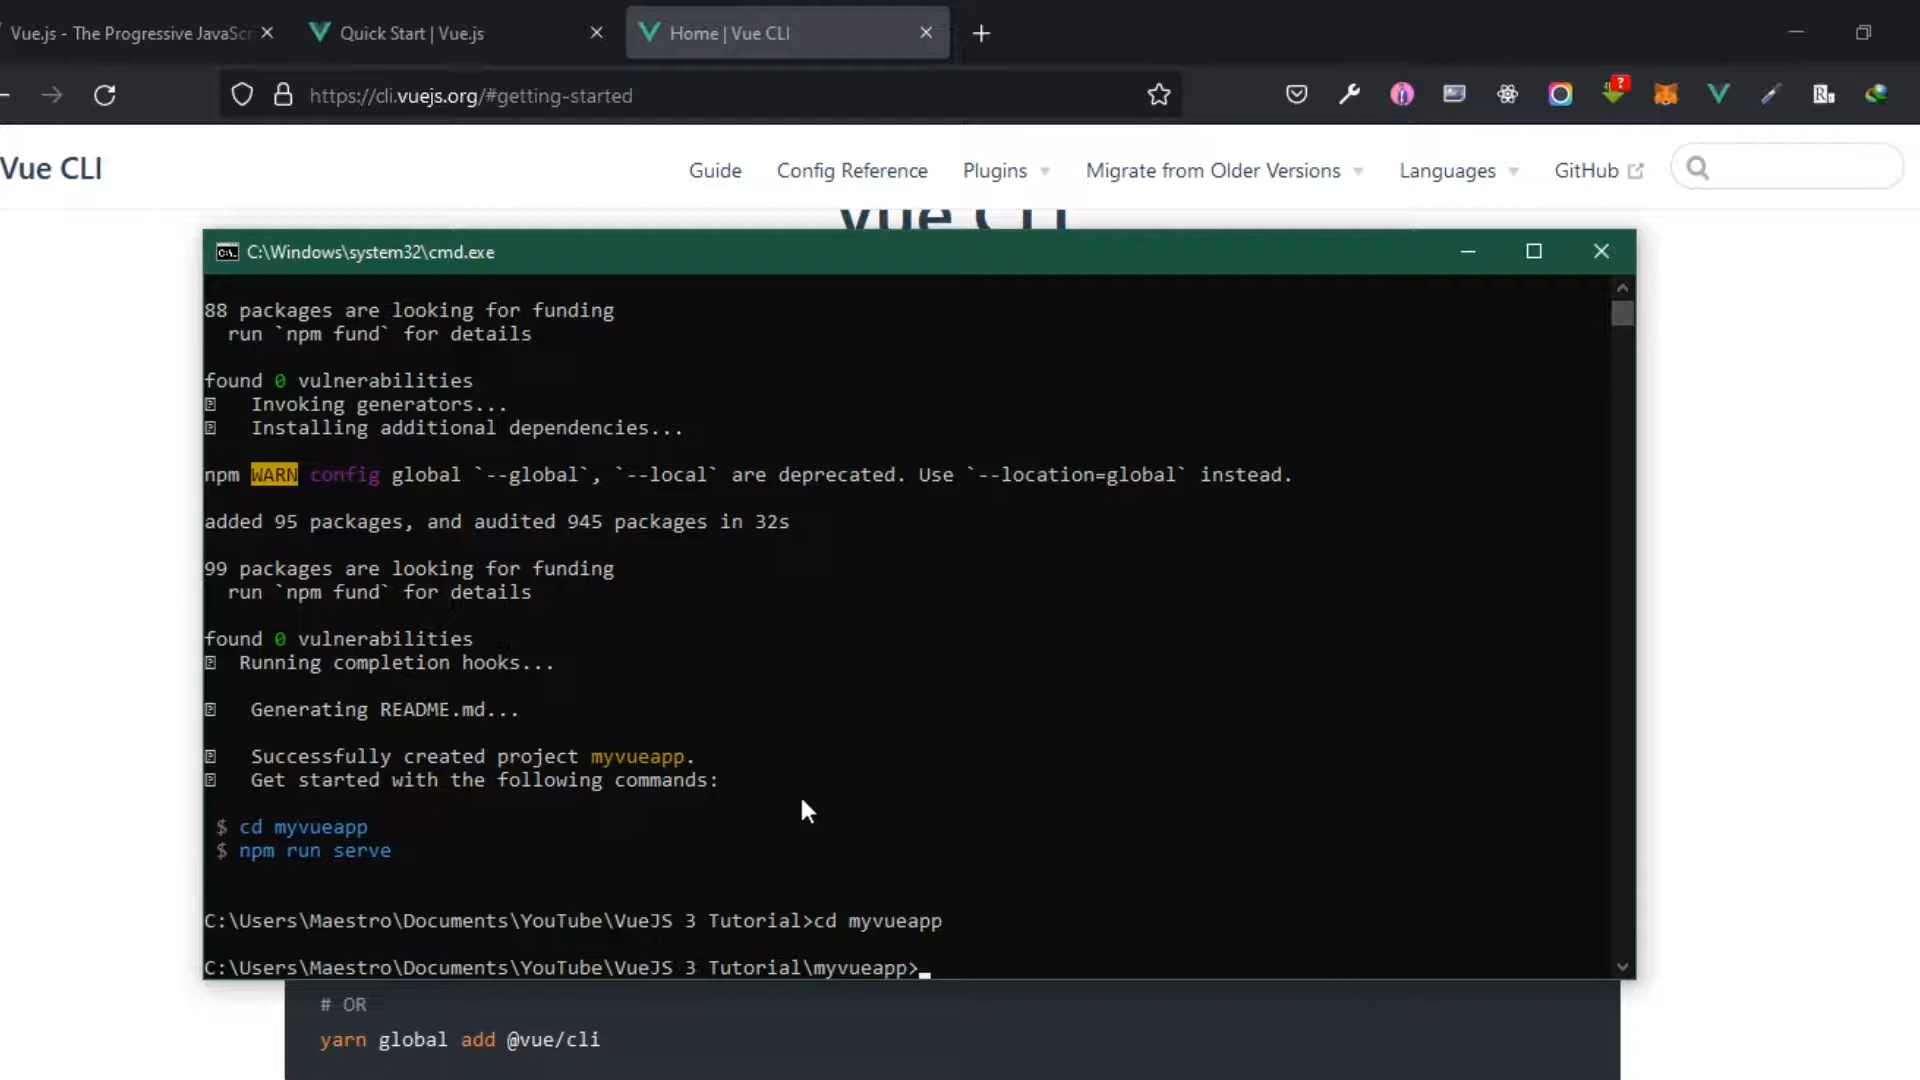 Vue.js - The Progressive JavaScr
Quick Start | Vue.js
Home | Vue CLI
https://cli.vuejs.org/#getting-started
?
Vue CLI
Guide
Config Reference
Plugins
Migrate from Older Versions
Languages
GitHub
Vue CLI
C:\Windows\system32\cmd.exe
88 packages are looking for funding
run `npm fund` for details
found 0 vulnerabilities
Invoking generators...
Installing additional dependencies...
npm WARN config global `--global`, `--local` are deprecated. Use `--location=global` instead.
added 95 packages, and audited 945 packages in 32s
99 packages are looking for funding
run `npm fund` for details
found 0 vulnerabilities
Running completion hooks...
Generating README.md...
Successfully created project myvueapp.
Get started with the following commands:
$ cd myvueapp
$ npm run serve
C:\Users\Maestro\Documents\YouTube\VueJS 3 Tutorial>cd myvueapp
C:\Users\Maestro\Documents\YouTube\VueJS 3 Tutorial\myvueapp>
# OR
yarn global add @vue/cli